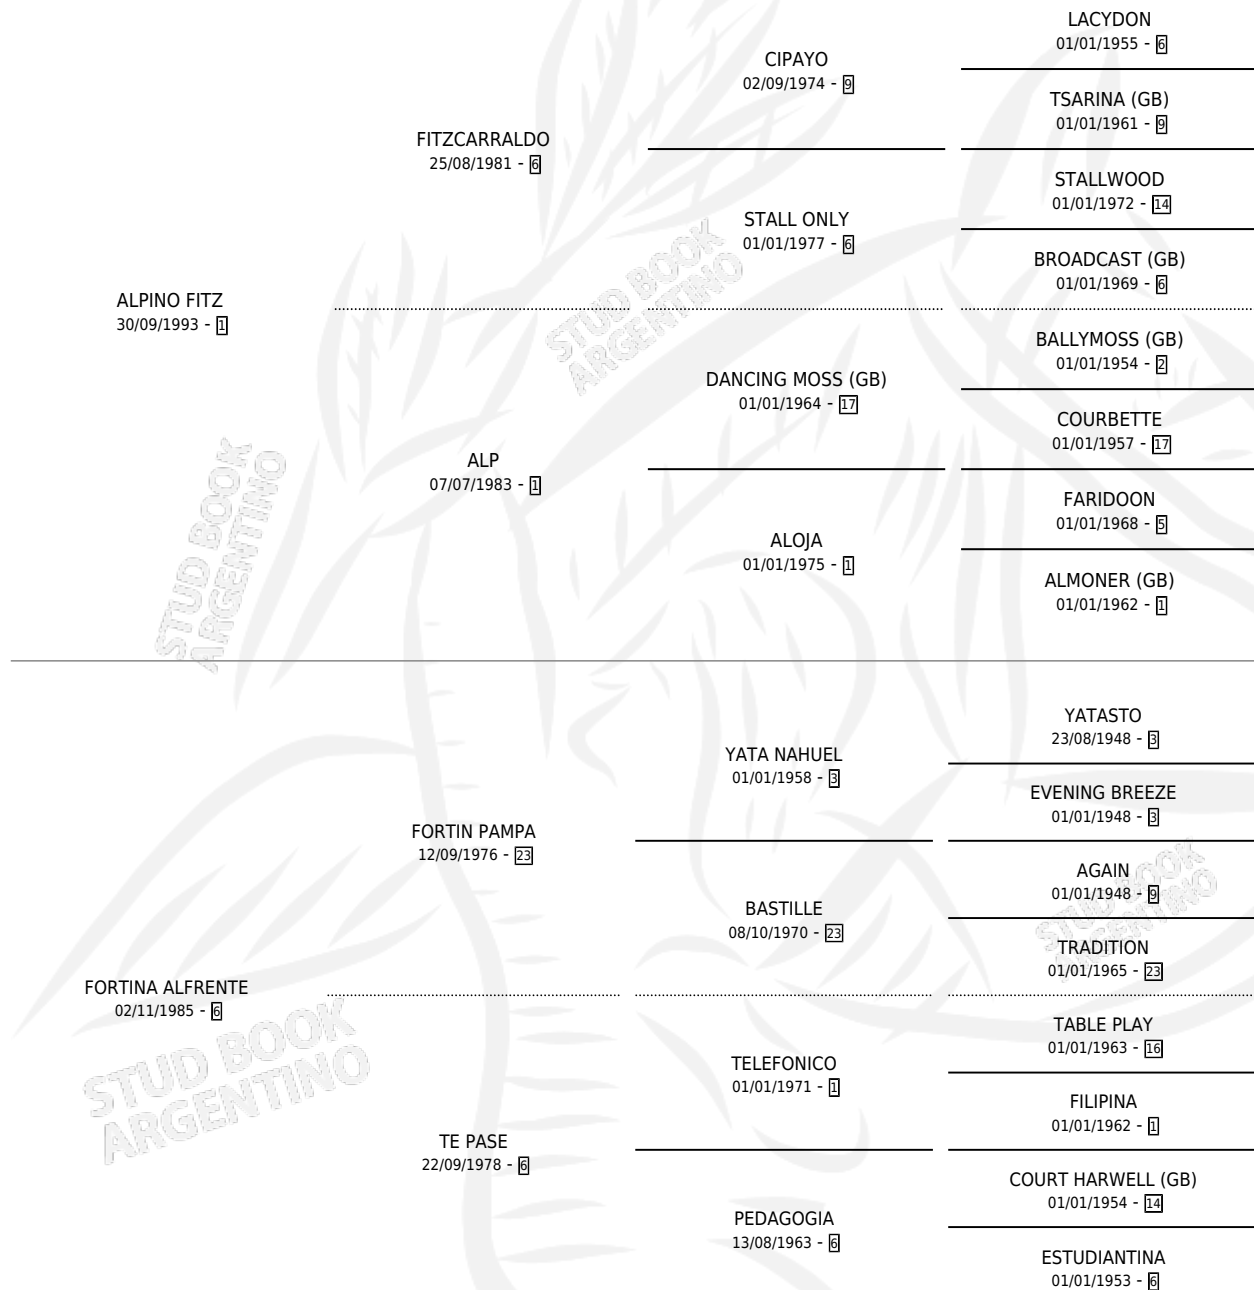 LACYDON
01/01/1955 - 6
CIPAYO
02/09/1974 - 9
TSARINA (GB)
01/01/1961 - 9
FITZCARRALDO
25/08/1981 - 6
STALLWOOD
01/01/1972 - 14
STALL ONLY
01/01/1977 - 6
BROADCAST (GB)
01/01/1969 - 6
ALPINO FITZ
30/09/1993 - 1
STUD BOOK
ARGENTINO
BALLYMOSS (GB)
01/01/1954 - 2
DANCING MOSS (GB)
01/01/1964 - 17
COURBETTE
01/01/1957 - 17
ALP
07/07/1983 - 1
FARIDOON
01/01/1968 - 5
ALOJA
01/01/1975 - 1
ALMONER (GB)
01/01/1962 - 1
STUD BOOK
ARGENTINO
YATASTO
23/08/1948 - 3
YATA NAHUEL
01/01/1958 - 3
EVENING BREEZE
01/01/1948 - 3
FORTIN PAMPA
12/09/1976 - 23
AGAIN
01/01/1948 - 9
BASTILLE
08/10/1970 - 23
TRADITION
01/01/1965 - 23
STUD BOOK
ARGENTINO
FORTINA ALFRENTE
02/11/1985 - 6
TABLE PLAY
01/01/1963 - 16
TELEFONICO
01/01/1971 - 1
FILIPINA
01/01/1962 - 1
STUD BOOK
ARGENTINO
TE PASE
22/09/1978 - 6
COURT HARWELL (GB)
01/01/1954 - 14
PEDAGOGIA
13/08/1963 - 6
ESTUDIANTINA
01/01/1953 - 6